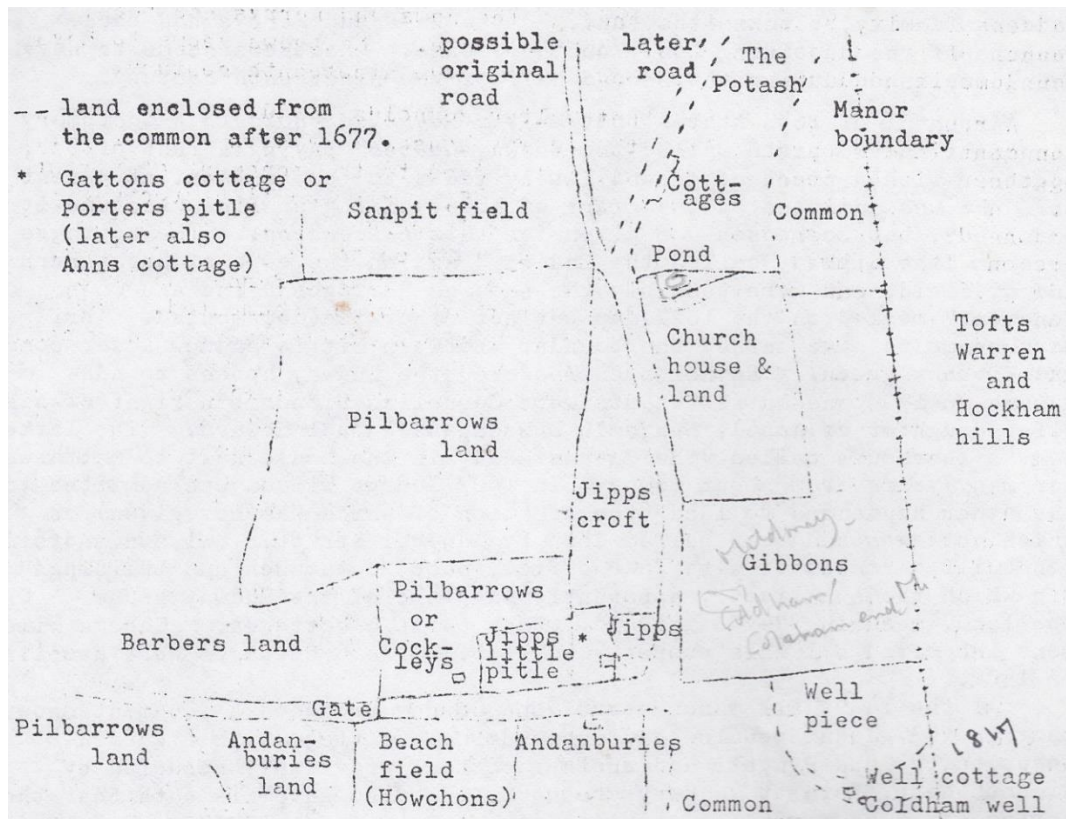 possible
original
road
later
road
The
Potash
Manor
boundary
— land enclosed from
the common after 1677.
* Gattons cottage or
Porters pitle
(later also
Anns cottage)
Sanpit field
Cott-
ages
Common
Pond
Church
house &
land
Tofts
Warren
and
Hockham
hills
Pilbarrows
land
Jipps
croft
Gibbons
Pilbarrows
or
Cock-
leys
Barbers land
Jipps
little
pitle
*
Jipps
Gate
Well
piece
Pilbarrows
land
Andan-
buries
land
Beach
field
(Howchons)
Andanburies
Common
1817
Well cottage
Coldham well